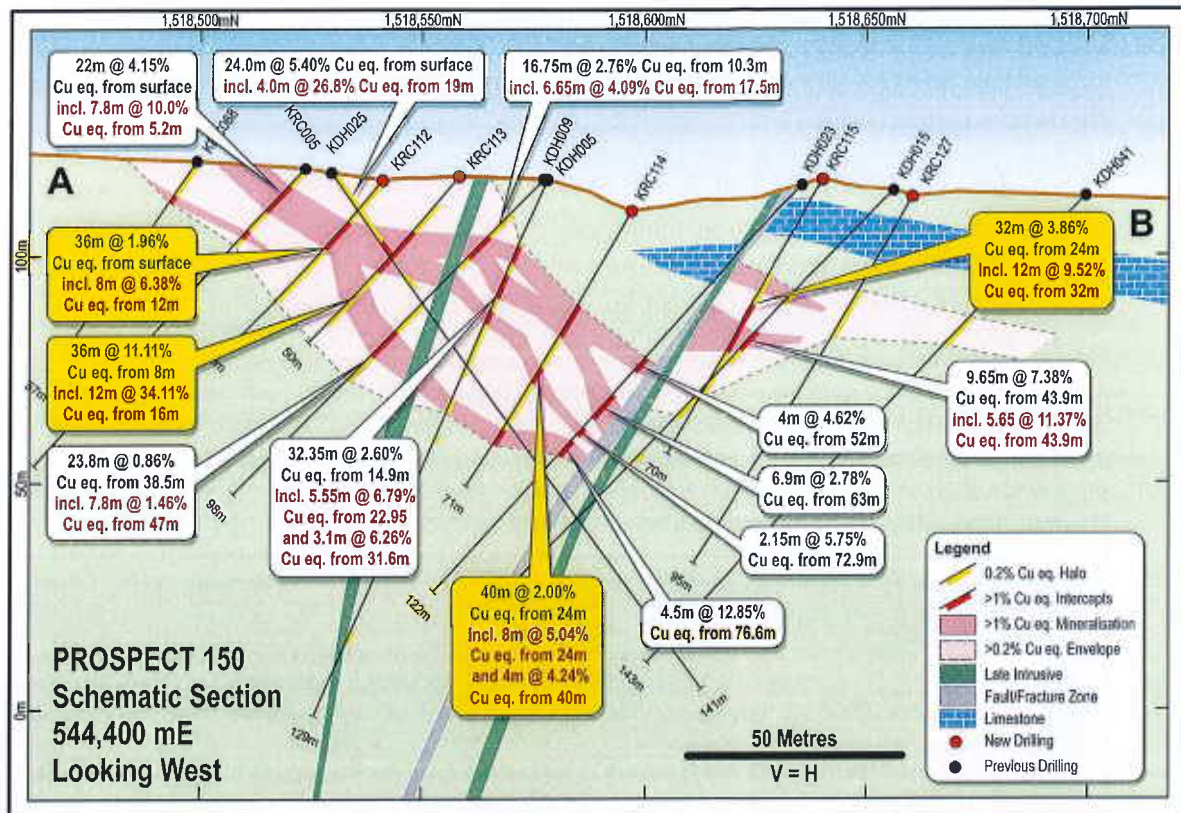 1,518,500mN
1,518,550mN
1,518,600mN
1,518,650mN
1,518,700mN
22m @ 4.15%
Cu eq. from surface
incl. 7.8m @ 10.0%
Cu eq. from 5.2m
24.0m @ 5.40% Cu eq. from surface
incl. 4.0m @ 26.8% Cu eq. from 19m
16.75m @ 2.76% Cu eq. from 10.3m
incl. 6.65m @ 4.09% Cu eq. from 17.5m
KRC005
KDH025
KRC112
KRC113
KDH009
KDH005
KRC114
KDH023
KRC115
KRC127
KDH041
A
B
36m @ 1.96%
Cu eq. from surface
incl. 8m @ 6.38%
Cu eq. from 12m
32m @ 3.86%
Cu eq. from 24m
Incl. 12m @ 9.52%
Cu eq. from 32m
100m
36m @ 11.11%
Cu eq. from 8m
Incl. 12m @ 34.11%
Cu eq. from 16m
50m
9.65m @ 7.38%
Cu eq. from 43.9m
incl. 5.65 @ 11.37%
Cu eq. from 43.9m
4m @ 4.62%
Cu eq. from 52m
23.8m @ 0.86%
Cu eq. from 38.5m
incl. 7.8m @ 1.46%
Cu eq. from 47m
32.35m @ 2.60%
Cu eq. from 14.9m
Incl. 5.55m @ 6.79%
Cu eq. from 22.95
and 3.1m @ 6.26%
Cu eq. from 31.6m
6.9m @ 2.78%
Cu eq. from 63m
50m
98m
71m
70m
2.15m @ 5.75%
Cu eq. from 72.9m
95m
122m
40m @ 2.00%
Cu eq. from 24m
Incl. 8m @ 5.04%
Cu eq. from 24m
and 4m @ 4.24%
Cu eq. from 40m
4.5m @ 12.85%
Cu eq. from 76.6m
143m
141m
129m
0m
PROSPECT 150
Schematic Section
544,400 mE
Looking West
50 Metres
V = H
Legend
0.2% Cu eq. Halo
>1% Cu eq. Intercepts
>1% Cu eq. Mineralisation
>0.2% Cu eq. Envelope
Late Intrusive
Fault/Fracture Zone
Limestone
New Drilling
Previous Drilling